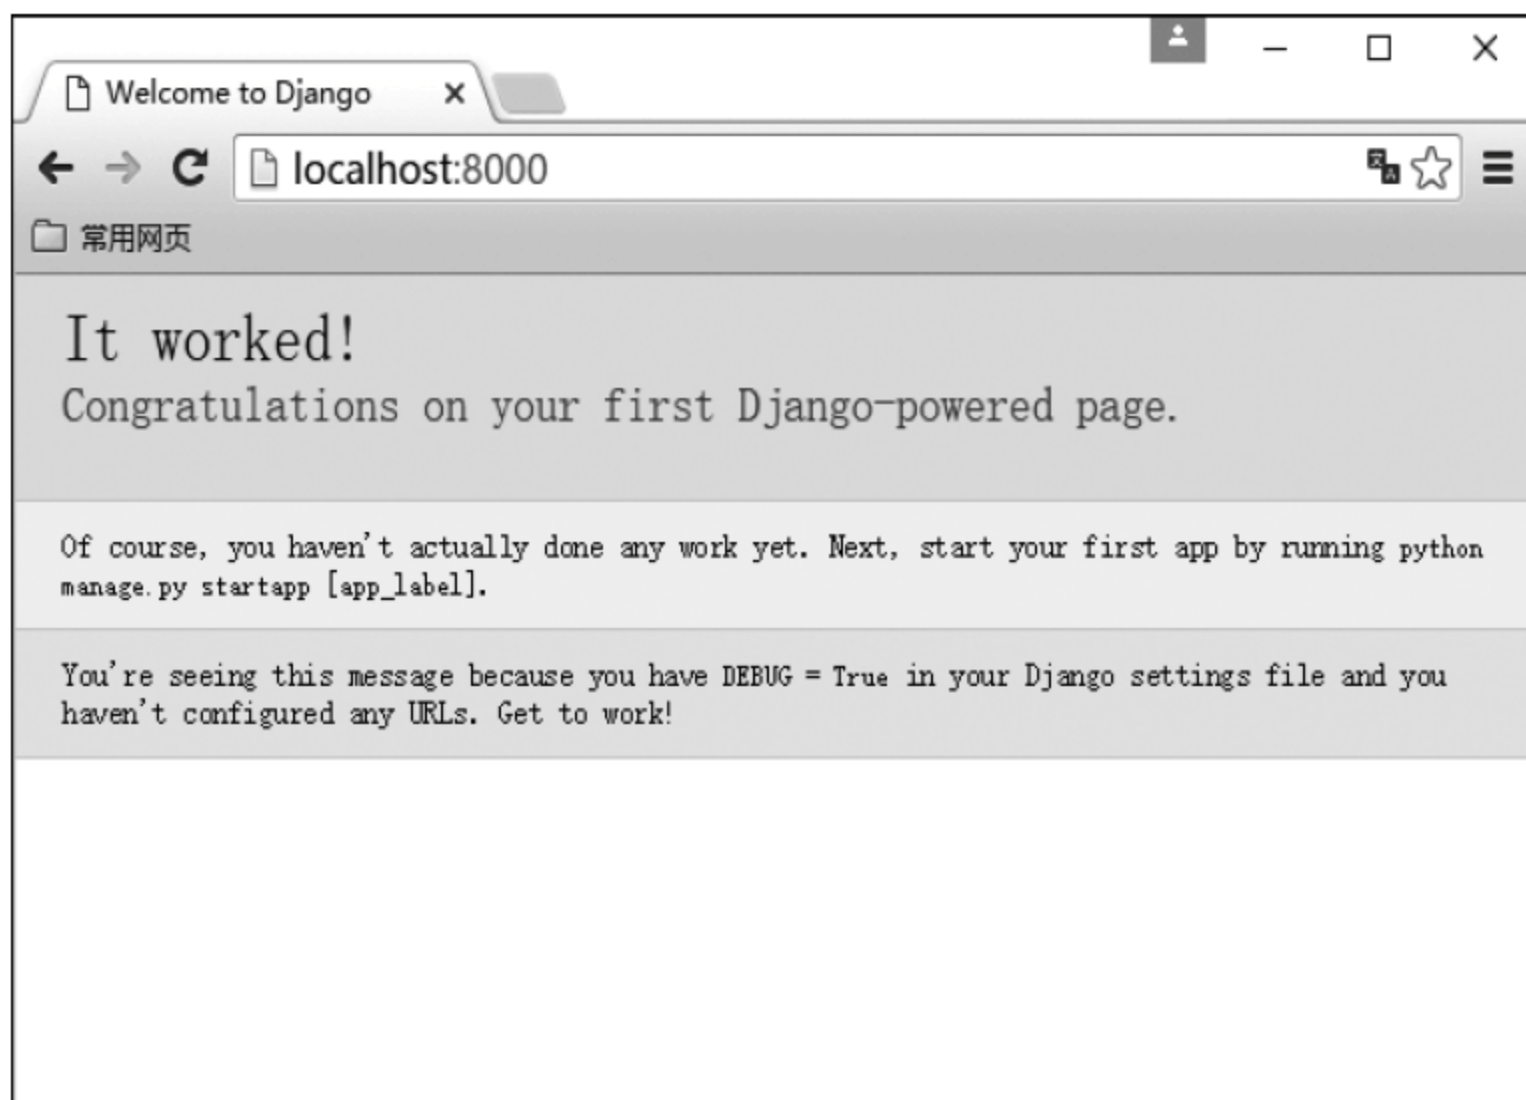 Welcome to Django
localhost:8000
常用网页
It worked!
Congratulations on your first Django-powered page.
Of course, you haven't actually done any work yet. Next, start your first app by running python
manage.py startapp [app_label].
You're seeing this message because you have DEBUG = True in your Django settings file and you
haven't configured any URLs. Get to work!